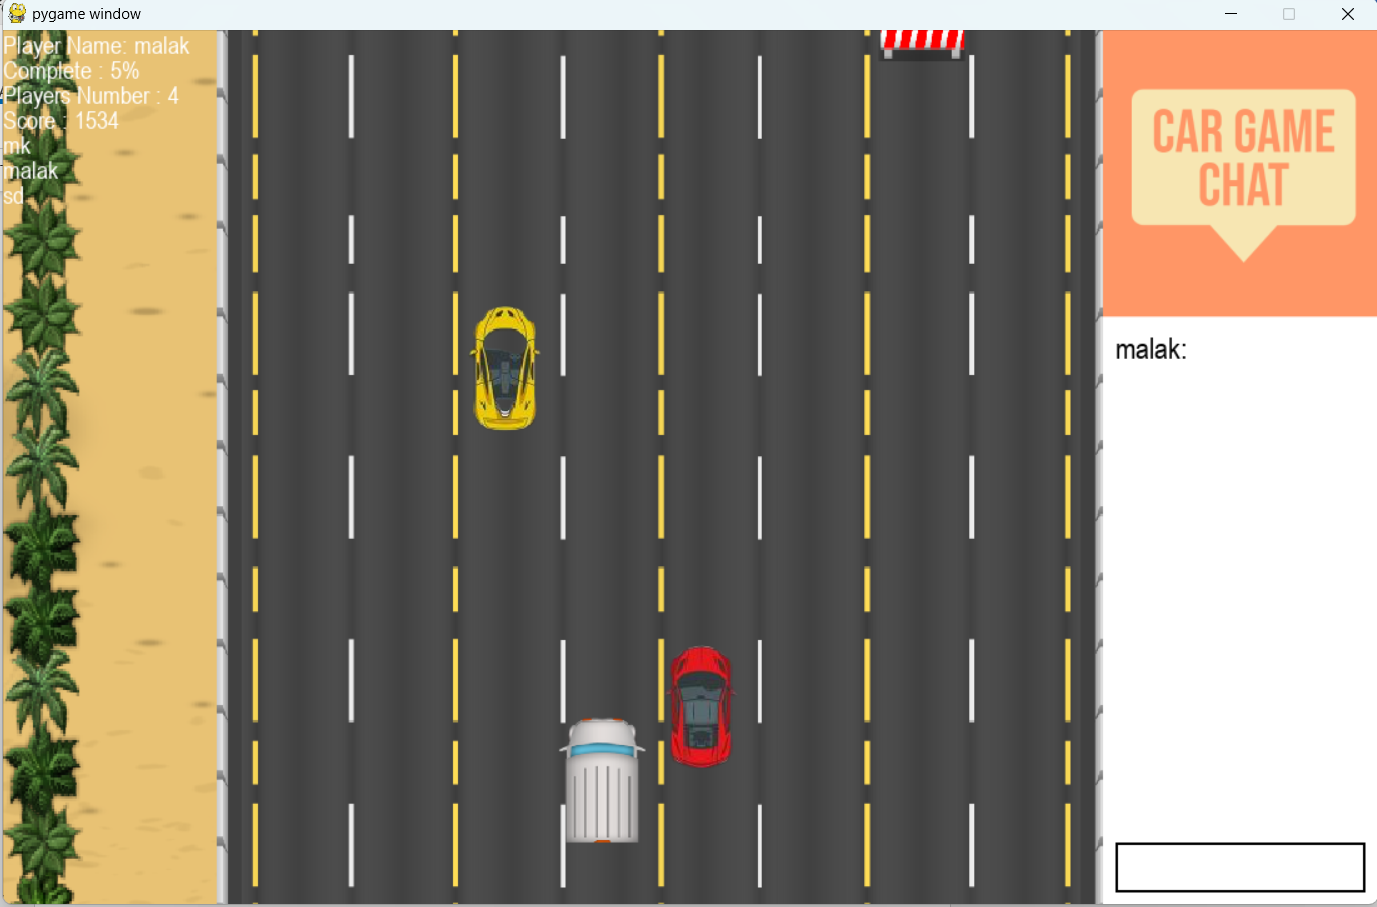 pygame window
Player Name: malak
Complete : 5%
Players Number : 4
Score : 1534
mk
malak
sd
CAR GAME
CHAT
malak: